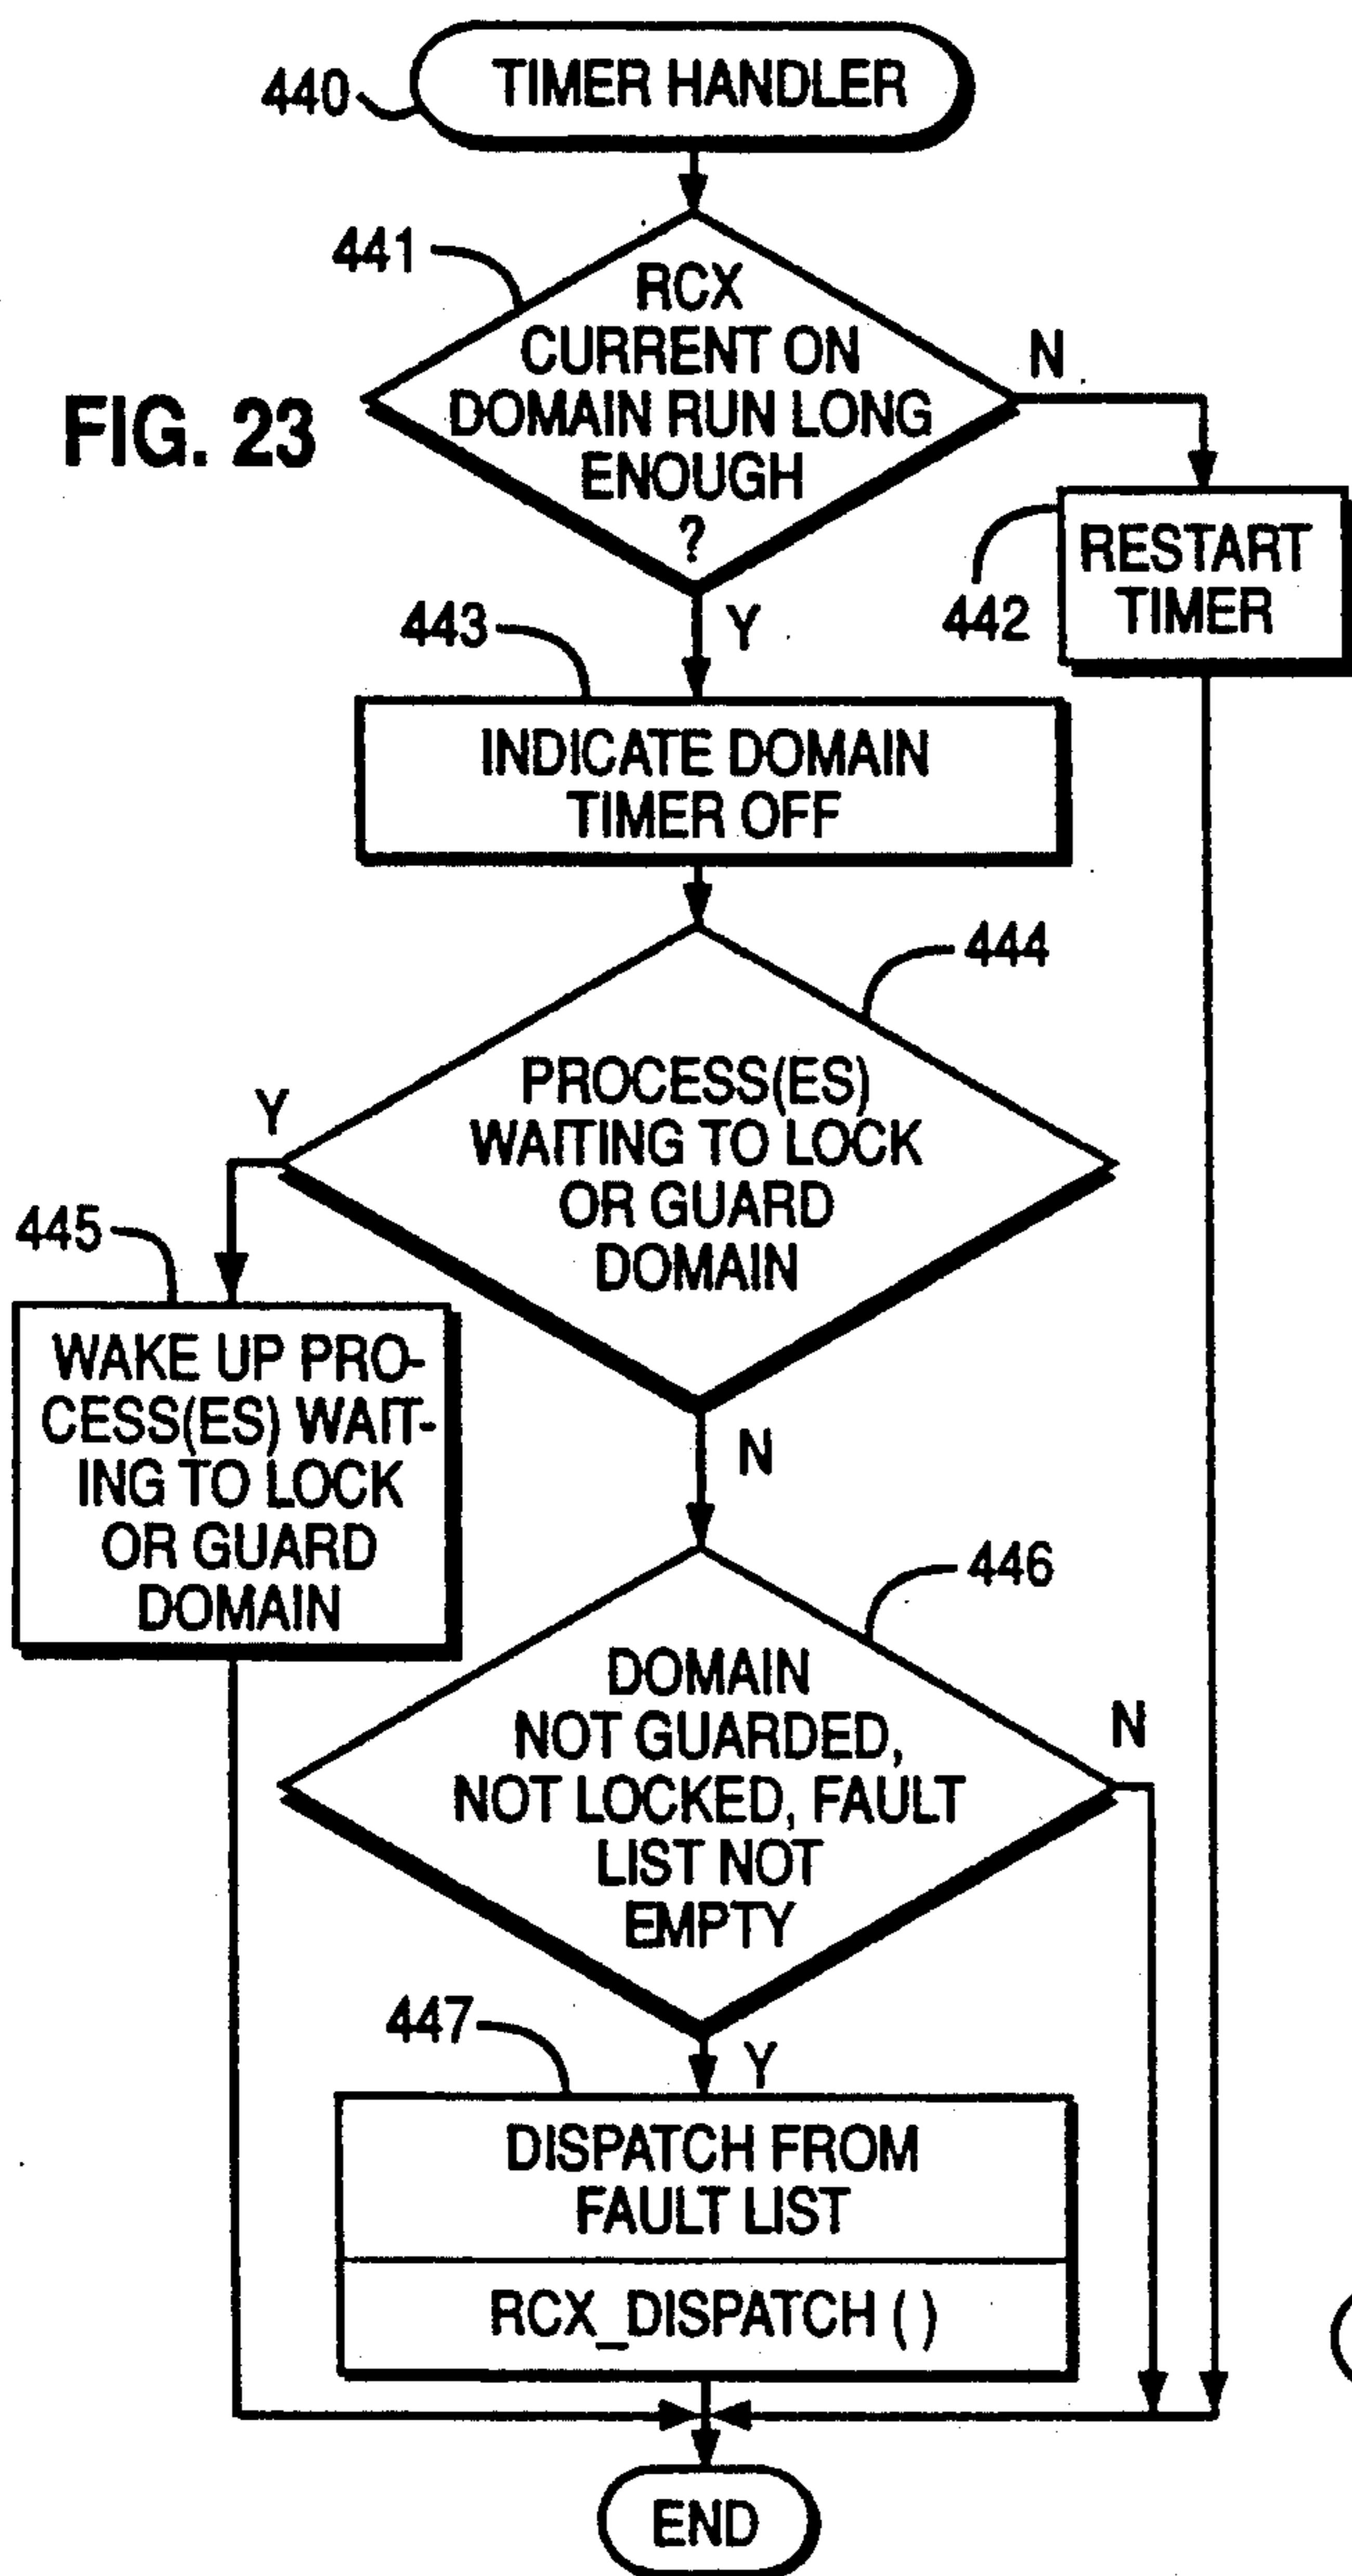 TIMER HANDLER
440
441
RCX
CURRENT ON
DOMAIN RUN LONG
ENOUGH
?
N
FIG. 23
RESTART
TIMER
442
Y
443
INDICATE DOMAIN
TIMER OFF
444
PROCESS(ES)
WAITING TO LOCK
OR GUARD
DOMAIN
Y
445
WAKE UP PRO-
CESS(ES) WAIT-
ING TO LOCK
OR GUARD
DOMAIN
N
446
DOMAIN
NOT GUARDED,
NOT LOCKED, FAULT
LIST NOT
EMPTY
N
447
Y
DISPATCH FROM
FAULT LIST
RCX_DISPATCH ( )
END